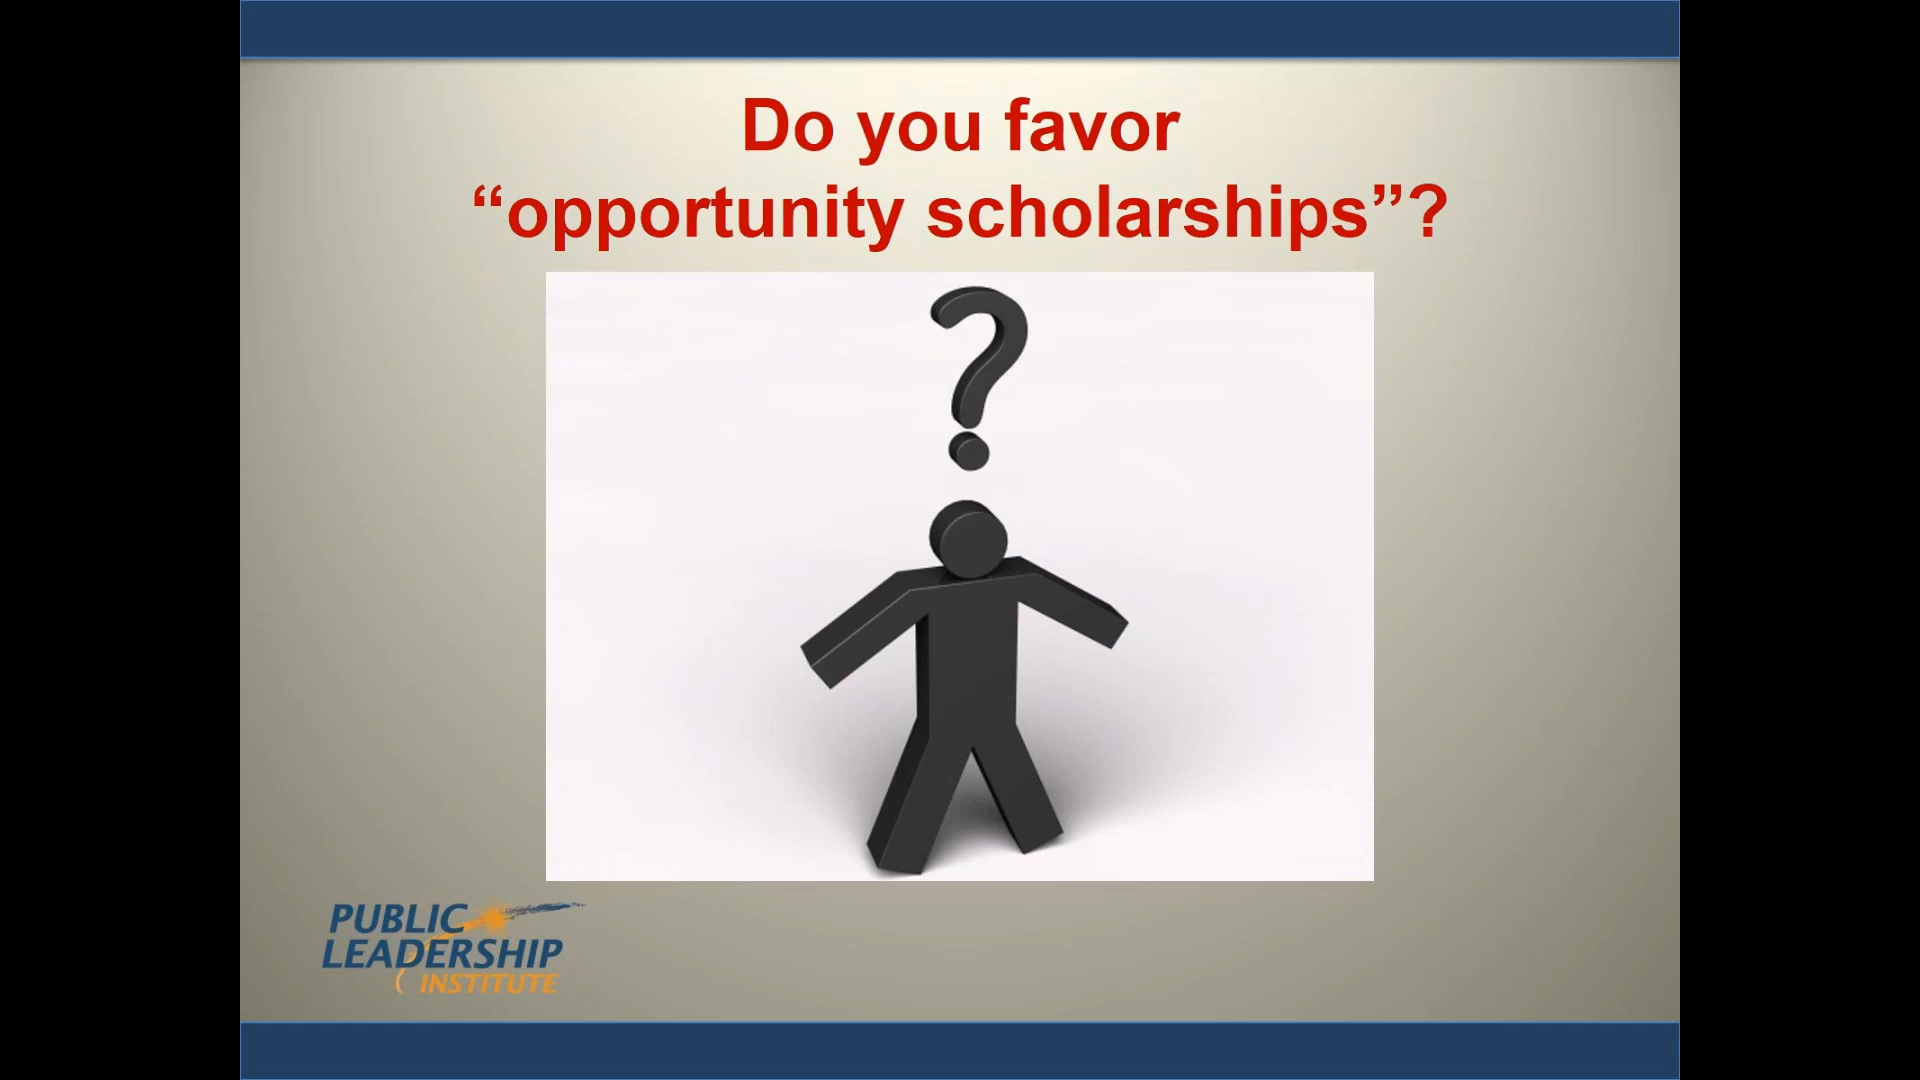 Do you favor
“opportunity scholarships”?
?
PUBLIC
LEADERSHIP
INSTITUTE